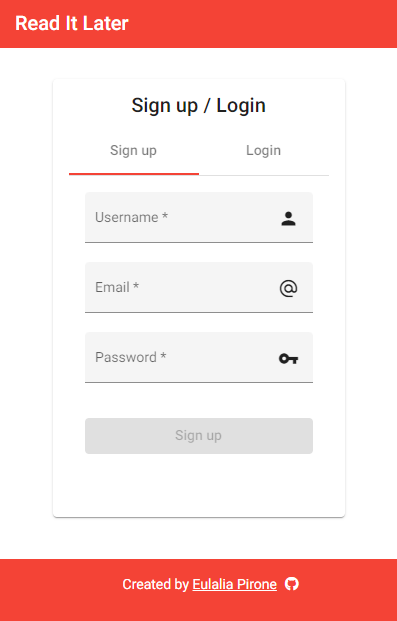 Read It Later
Sign up / Login
Sign up Login
Username *
Email *
Password *
Sign up
Created by Eulalia Pirone